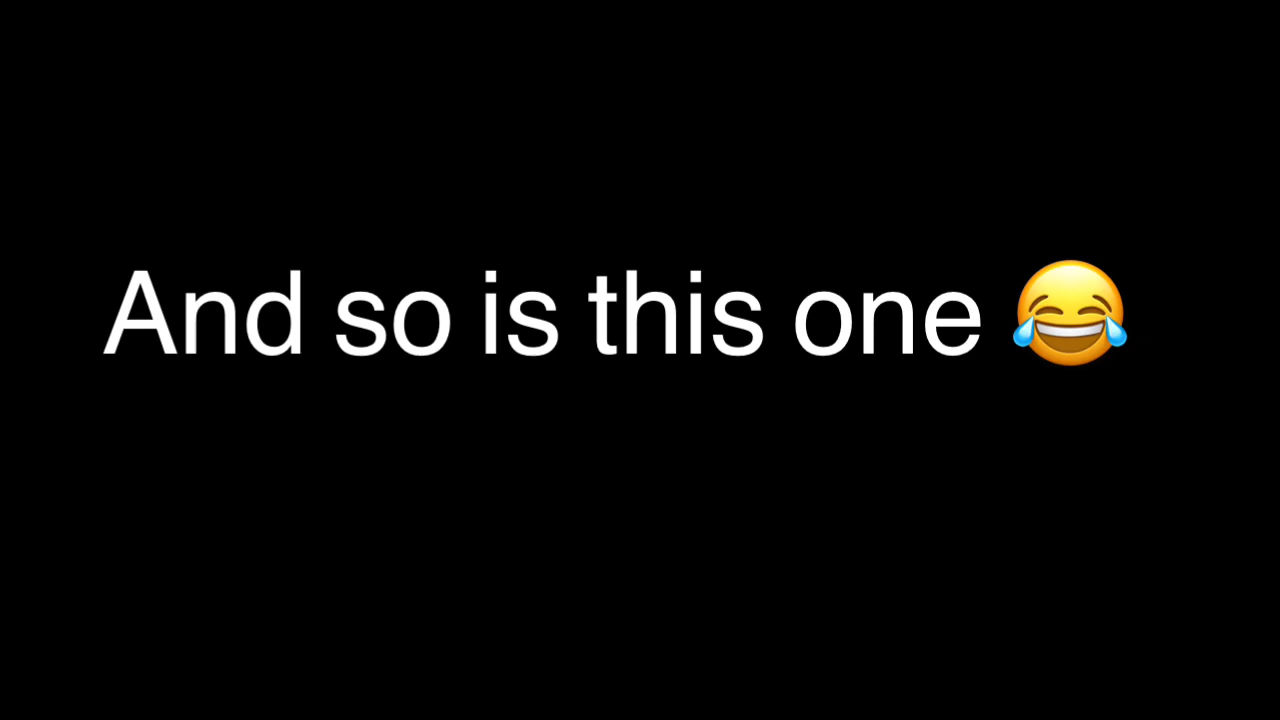 And so is this one 😂